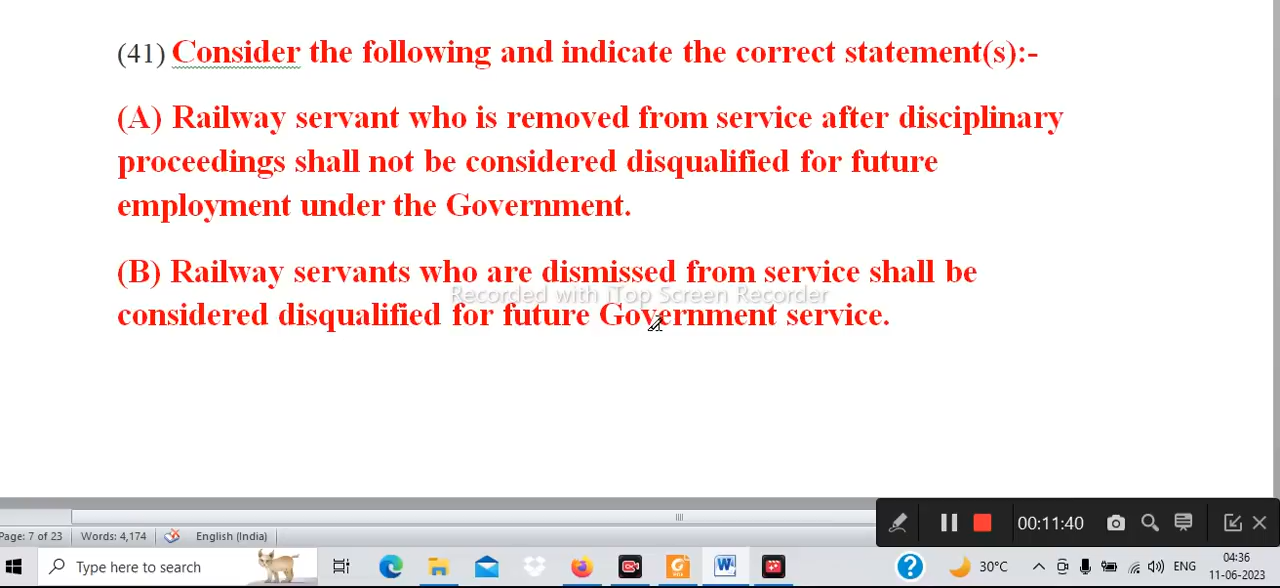 (41) Consider the following and indicate the correct statement(s):-
(A) Railway servant who is removed from service after disciplinary
proceedings shall not be considered disqualified for future
employment under the Government.
(B) Railway servants who are dismissed from service shall be
Recorded with iTop Screen Recorder
considered disqualified for future Government service.
00:11:40
Page: 7 of 23 Words: 4,174 English (India)
Type here to search
30°C ENG
04:36
11-06-2023